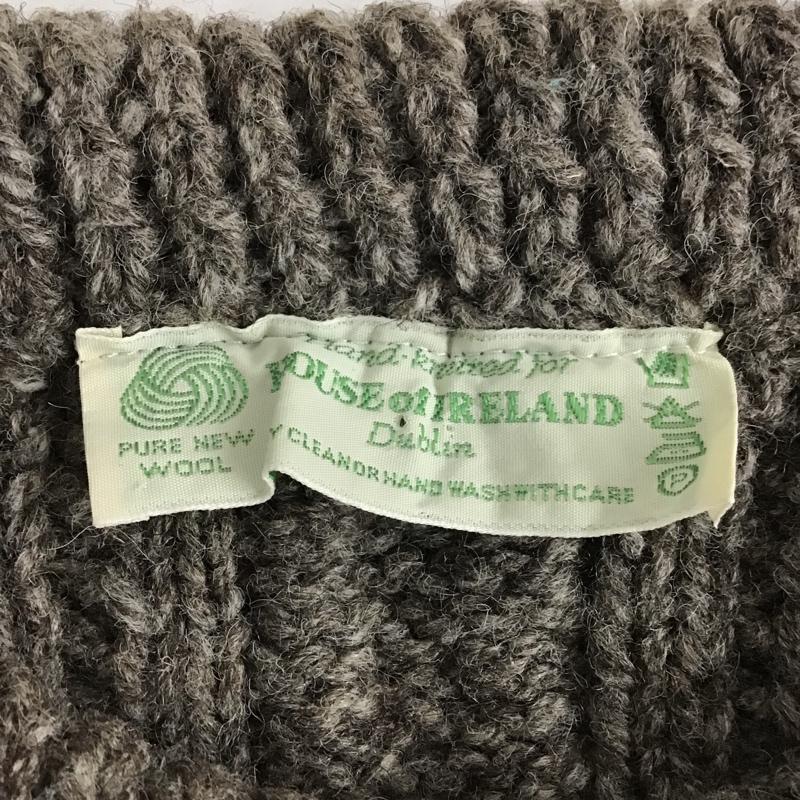 Hand-knitted for
HOUSE of IRELAND
Dublin
PURE NEW
WOOL
CLEAN OR HAND WASH WITH CARE
P